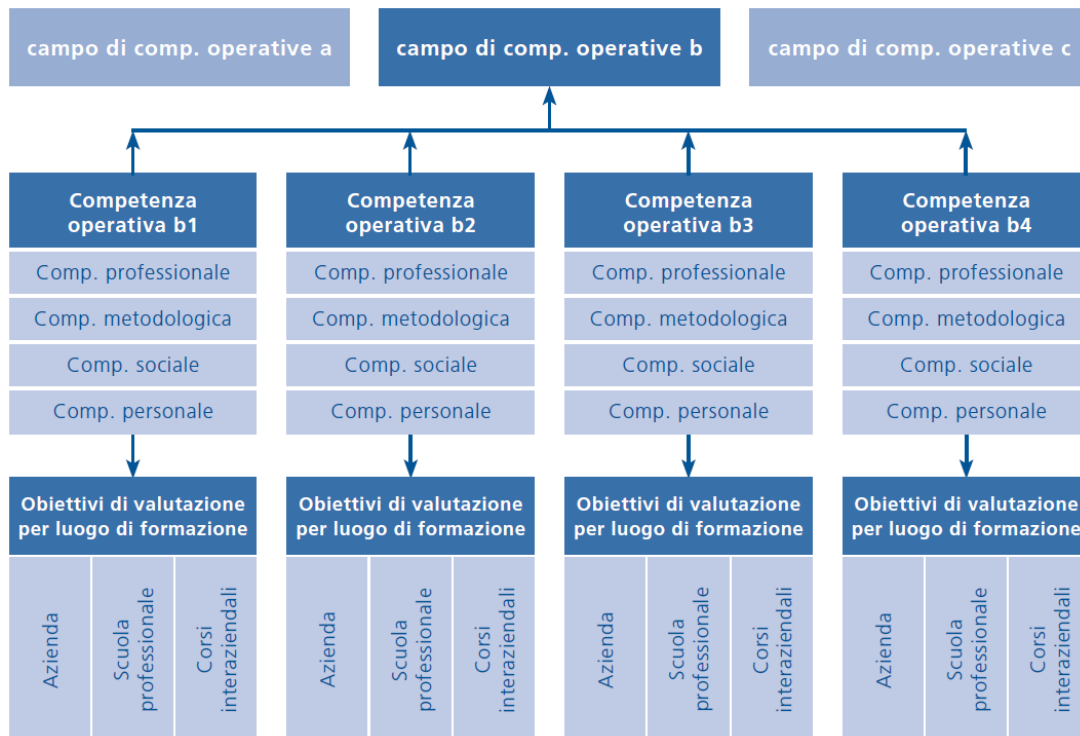 campo di comp. operative a
campo di comp. operative b
campo di comp. operative c
Competenza
operativa b1
Comp. professionale
Comp. metodologica
Comp. sociale
Comp. personale
Obiettivi di valutazione
per luogo di formazione
Azienda
Scuola
professionale
Corsi
interaziendali
Competenza
operativa b2
Comp. professionale
Comp. metodologica
Comp. sociale
Comp. personale
Obiettivi di valutazione
per luogo di formazione
Azienda
Scuola
professionale
Corsi
interaziendali
Competenza
operativa b3
Comp. professionale
Comp. metodologica
Comp. sociale
Comp. personale
Obiettivi di valutazione
per luogo di formazione
Azienda
Scuola
professionale
Corsi
interaziendali
Competenza
operativa b4
Comp. professionale
Comp. metodologica
Comp. sociale
Comp. personale
Obiettivi di valutazione
per luogo di formazione
Azienda
Scuola
professionale
Corsi
interaziendali